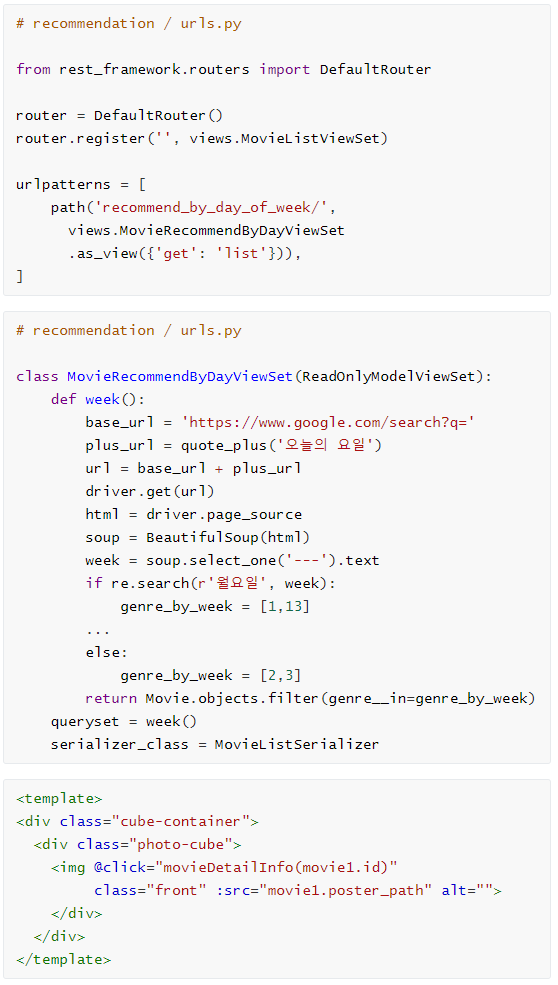 # recommendation / urls.py
from rest_framework.routers import DefaultRouter
router = DefaultRouter()
router.register('', views.MovieListViewSet)
urlpatterns = [
    path('recommend_by_day_of_week/',
      views.MovieRecommendByDayViewSet
      .as_view({'get': 'list'})),
]
# recommendation / urls.py
class MovieRecommendByDayViewSet(ReadOnlyModelViewSet):
    def week():
        base_url = 'https://www.google.com/search?q='
        plus_url = quote_plus('오늘의 요일')
        url = base_url + plus_url
        driver.get(url)
        html = driver.page_source
        soup = BeautifulSoup(html)
        week = soup.select_one('---').text
        if re.search(r'월요일', week):
            genre_by_week = [1,13]
        ...
        else:
            genre_by_week = [2,3]
        return Movie.objects.filter(genre__in=genre_by_week)
    queryset = week()
    serializer_class = MovieListSerializer
<template>
<div class="cube-container">
  <div class="photo-cube">
    <img @click="movieDetailInfo(movie1.id)"
         class="front" :src="movie1.poster_path" alt="">
    </div>
  </div>
</template>